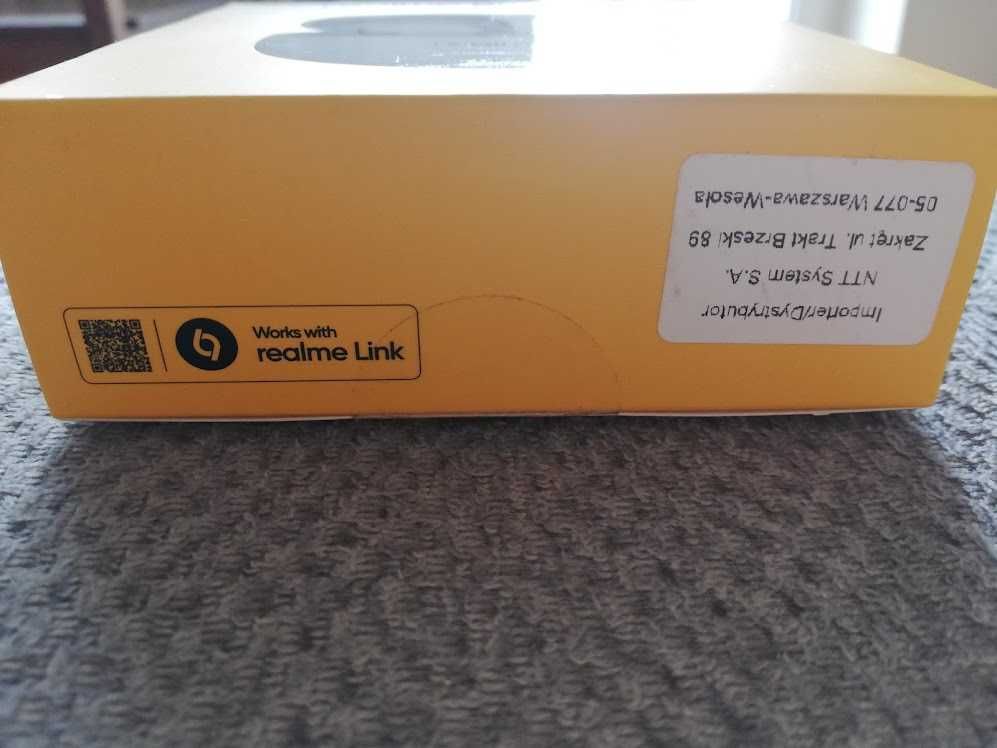 Works with
realme Link
Importer/Dystrybutor
NTT System S.A.
Zakręt ul. Trakt Brzeski 89
05-077 Warszawa-Wesoła